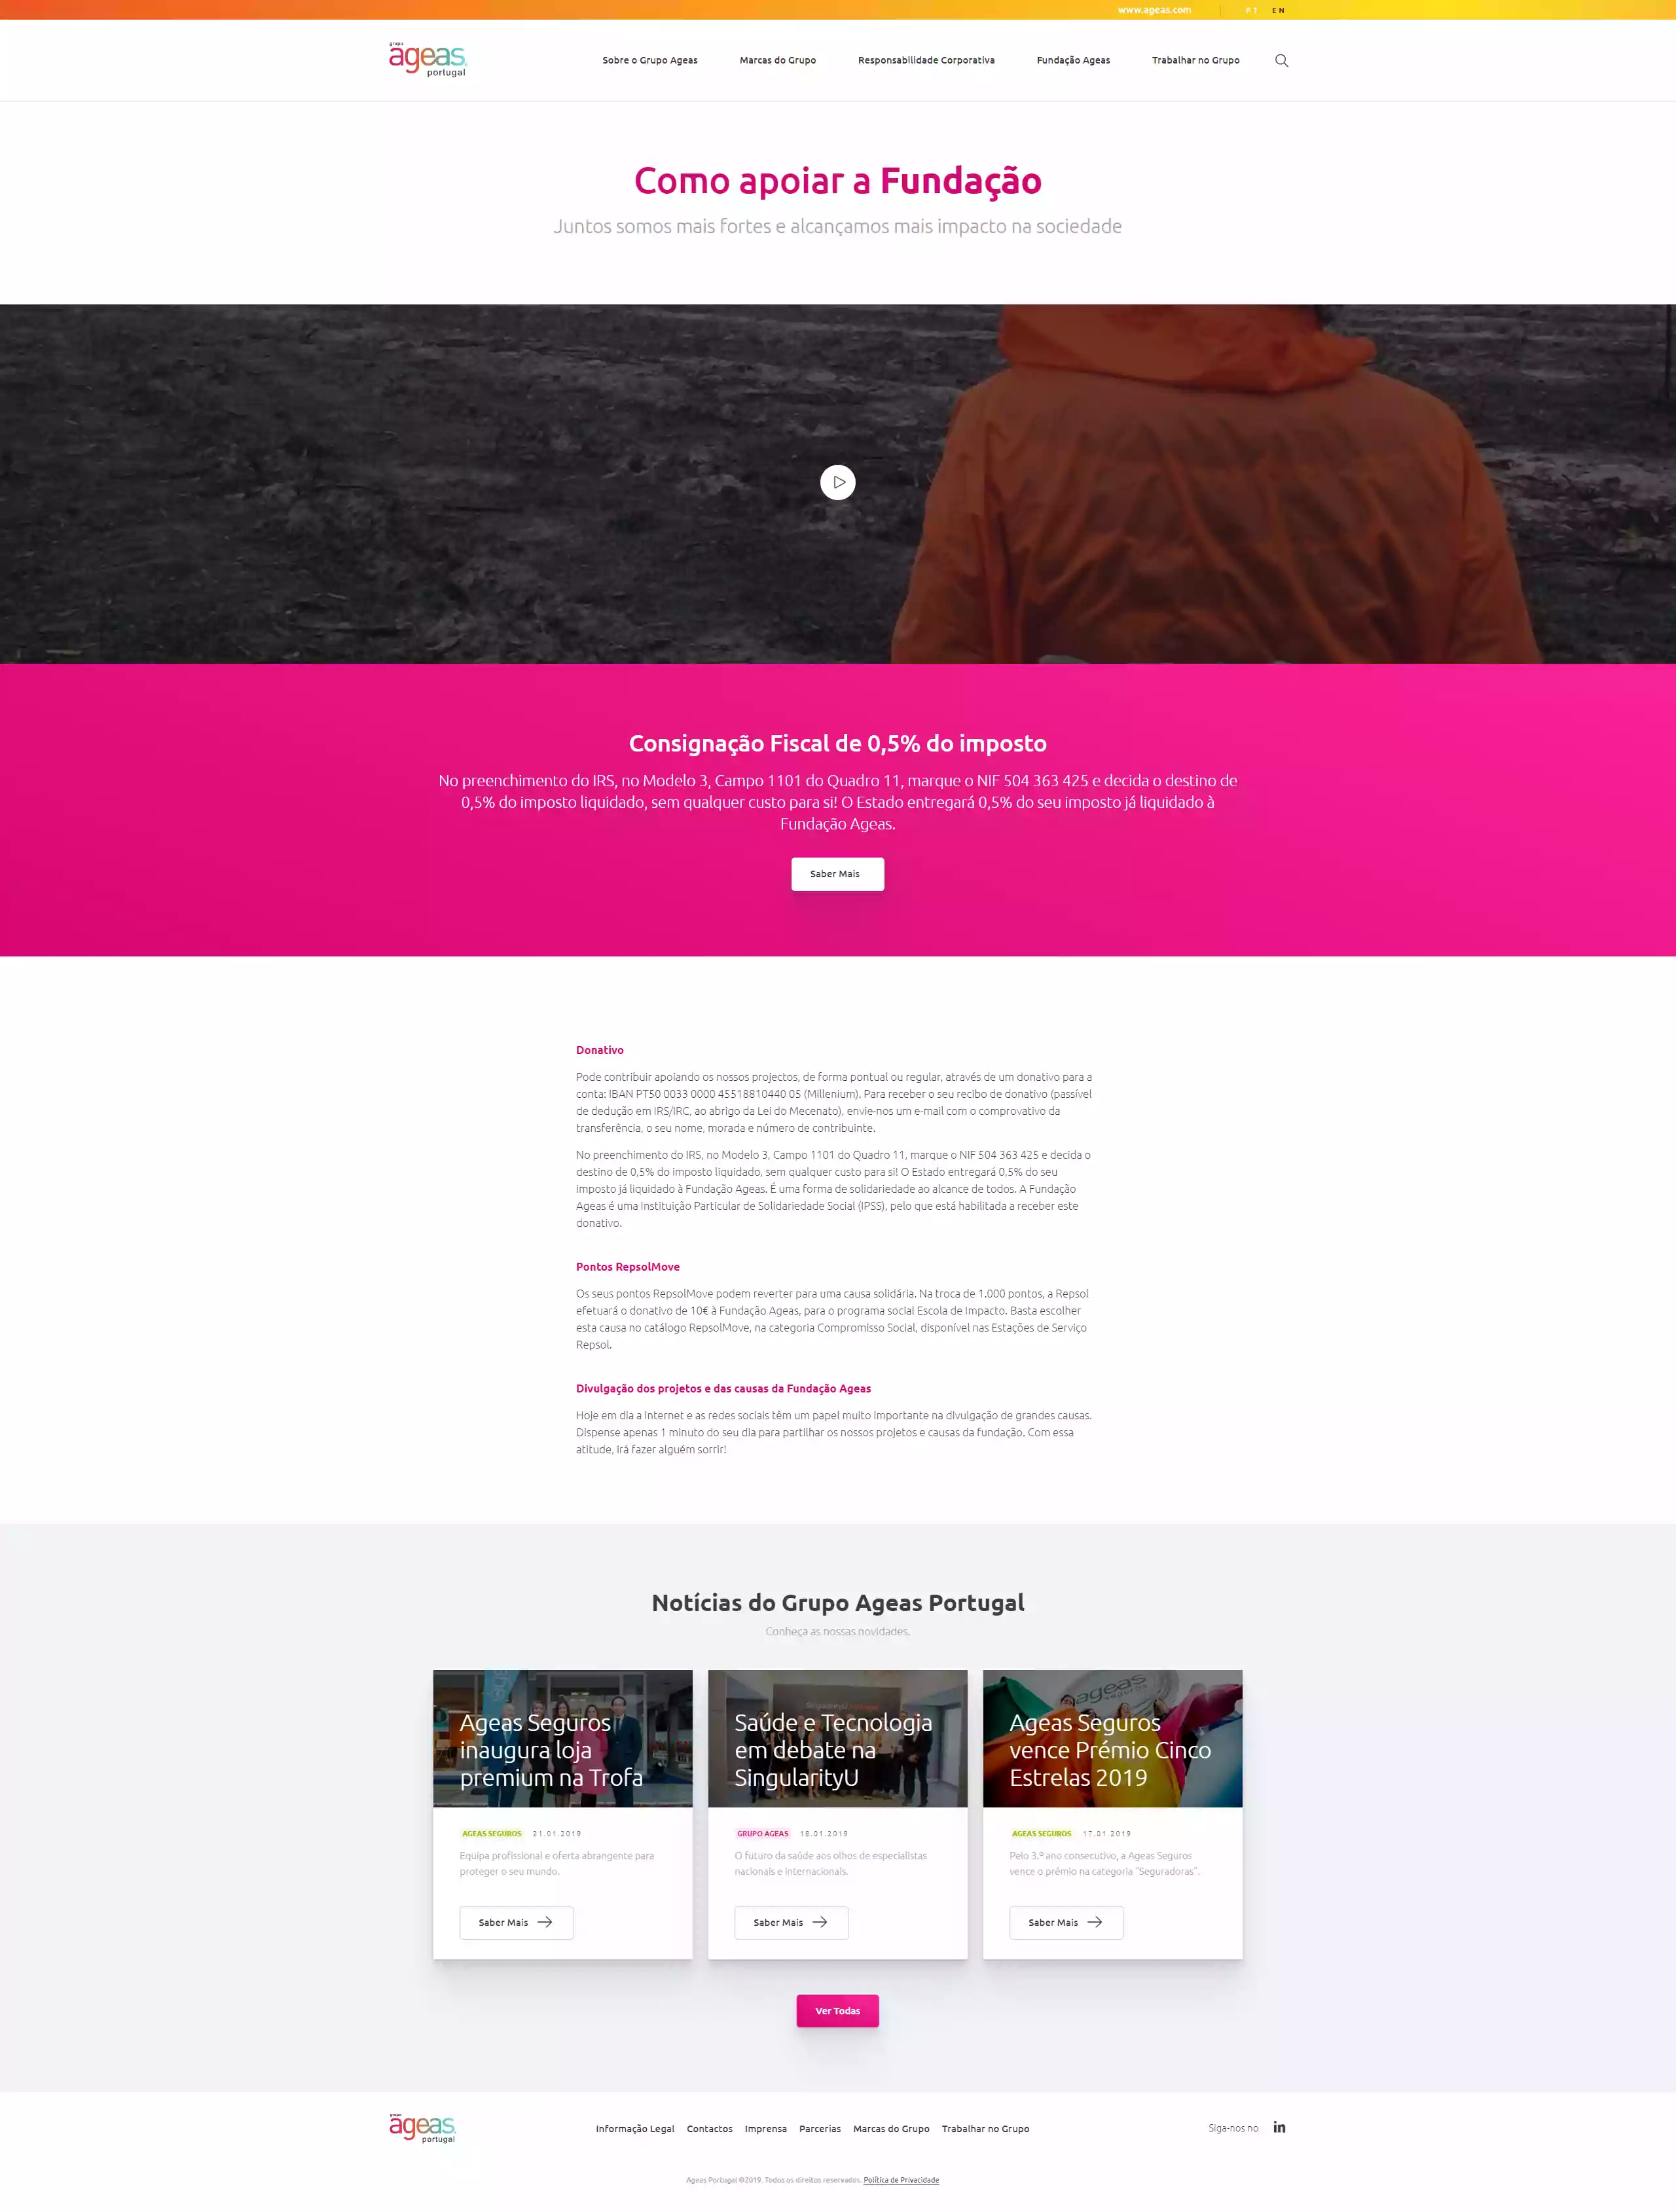 www.ageas.com
PT EN
grupo
ageas
portugal
Sobre o Grupo Ageas
Marcas do Grupo
Responsabilidade Corporativa
Fundação Ageas
Trabalhar no Grupo
Como apoiar a Fundação
Juntos somos mais fortes e alcançamos mais impacto na sociedade
Consignação Fiscal de 0,5% do imposto
No preenchimento do IRS, no Modelo 3, Campo 1101 do Quadro 11, marque o NIF 504 363 425 e decida o destino de
0,5% do imposto liquidado, sem qualquer custo para si! O Estado entregará 0,5% do seu imposto já liquidado à
Fundação Ageas.
Saber Mais
Donativo
Pode contribuir apoiando os nossos projectos, de forma pontual ou regular, através de um donativo para a
conta: IBAN PT50 0033 0000 45518810440 05 (Millenium). Para receber o seu recibo de donativo (passível
de dedução em IRS/IRC, ao abrigo da Lei do Mecenato), envie-nos um e-mail com o comprovativo da
transferência, o seu nome, morada e número de contribuinte.
No preenchimento do IRS, no Modelo 3, Campo 1101 do Quadro 11, marque o NIF 504 363 425 e decida o
destino de 0,5% do imposto liquidado, sem qualquer custo para si! O Estado entregará 0,5% do seu
imposto já liquidado à Fundação Ageas. É uma forma de solidariedade ao alcance de todos. A Fundação
Ageas é uma Instituição Particular de Solidariedade Social (IPSS), pelo que está habilitada a receber este
donativo.
Pontos RepsolMove
Os seus pontos RepsolMove podem reverter para uma causa solidária. Na troca de 1.000 pontos, a Repsol
efetuará o donativo de 10€ à Fundação Ageas, para o programa social Escola de Impacto. Basta escolher
esta causa no catálogo RepsolMove, na categoria Compromisso Social, disponível nas Estações de Serviço
Repsol.
Divulgação dos projetos e das causas da Fundação Ageas
Hoje em dia a internet e as redes sociais têm um papel muito importante na divulgação de grandes causas.
Dispense apenas 1 minuto do seu dia para partilhar os nossos projetos e causas da fundação. Com essa
atitude, irá fazer alguém sorrir!
Notícias do Grupo Ageas Portugal
Conheça as nossas novidades.
Ageas Seguros
inaugura loja
premium na Trofa
AGEAS SEGUROS 21.01.2019
Equipa profissional e oferta abrangente para
proteger o seu mundo.
Saber Mais
Saúde e Tecnologia
em debate na
SingularityU
GRUPO AGEAS 18.01.2019
O futuro da saúde aos olhos de especialistas
nacionais e internacionais.
Saber Mais
ageas
seguros
Ageas Seguros
vence Prémio Cinco
Estrelas 2019
AGEAS SEGUROS 17.01.2019
Pelo 3.º ano consecutivo, a Ageas Seguros
vence o prémio na categoria "Seguradoras".
Saber Mais
Ver Todas
grupo
ageas
portugal
Informação Legal
Contactos
Imprensa
Parcerias
Marcas do Grupo
Trabalhar no Grupo
Siga-nos no in
Ageas Portugal ©2019. Todos os direitos reservados. Política de Privacidade